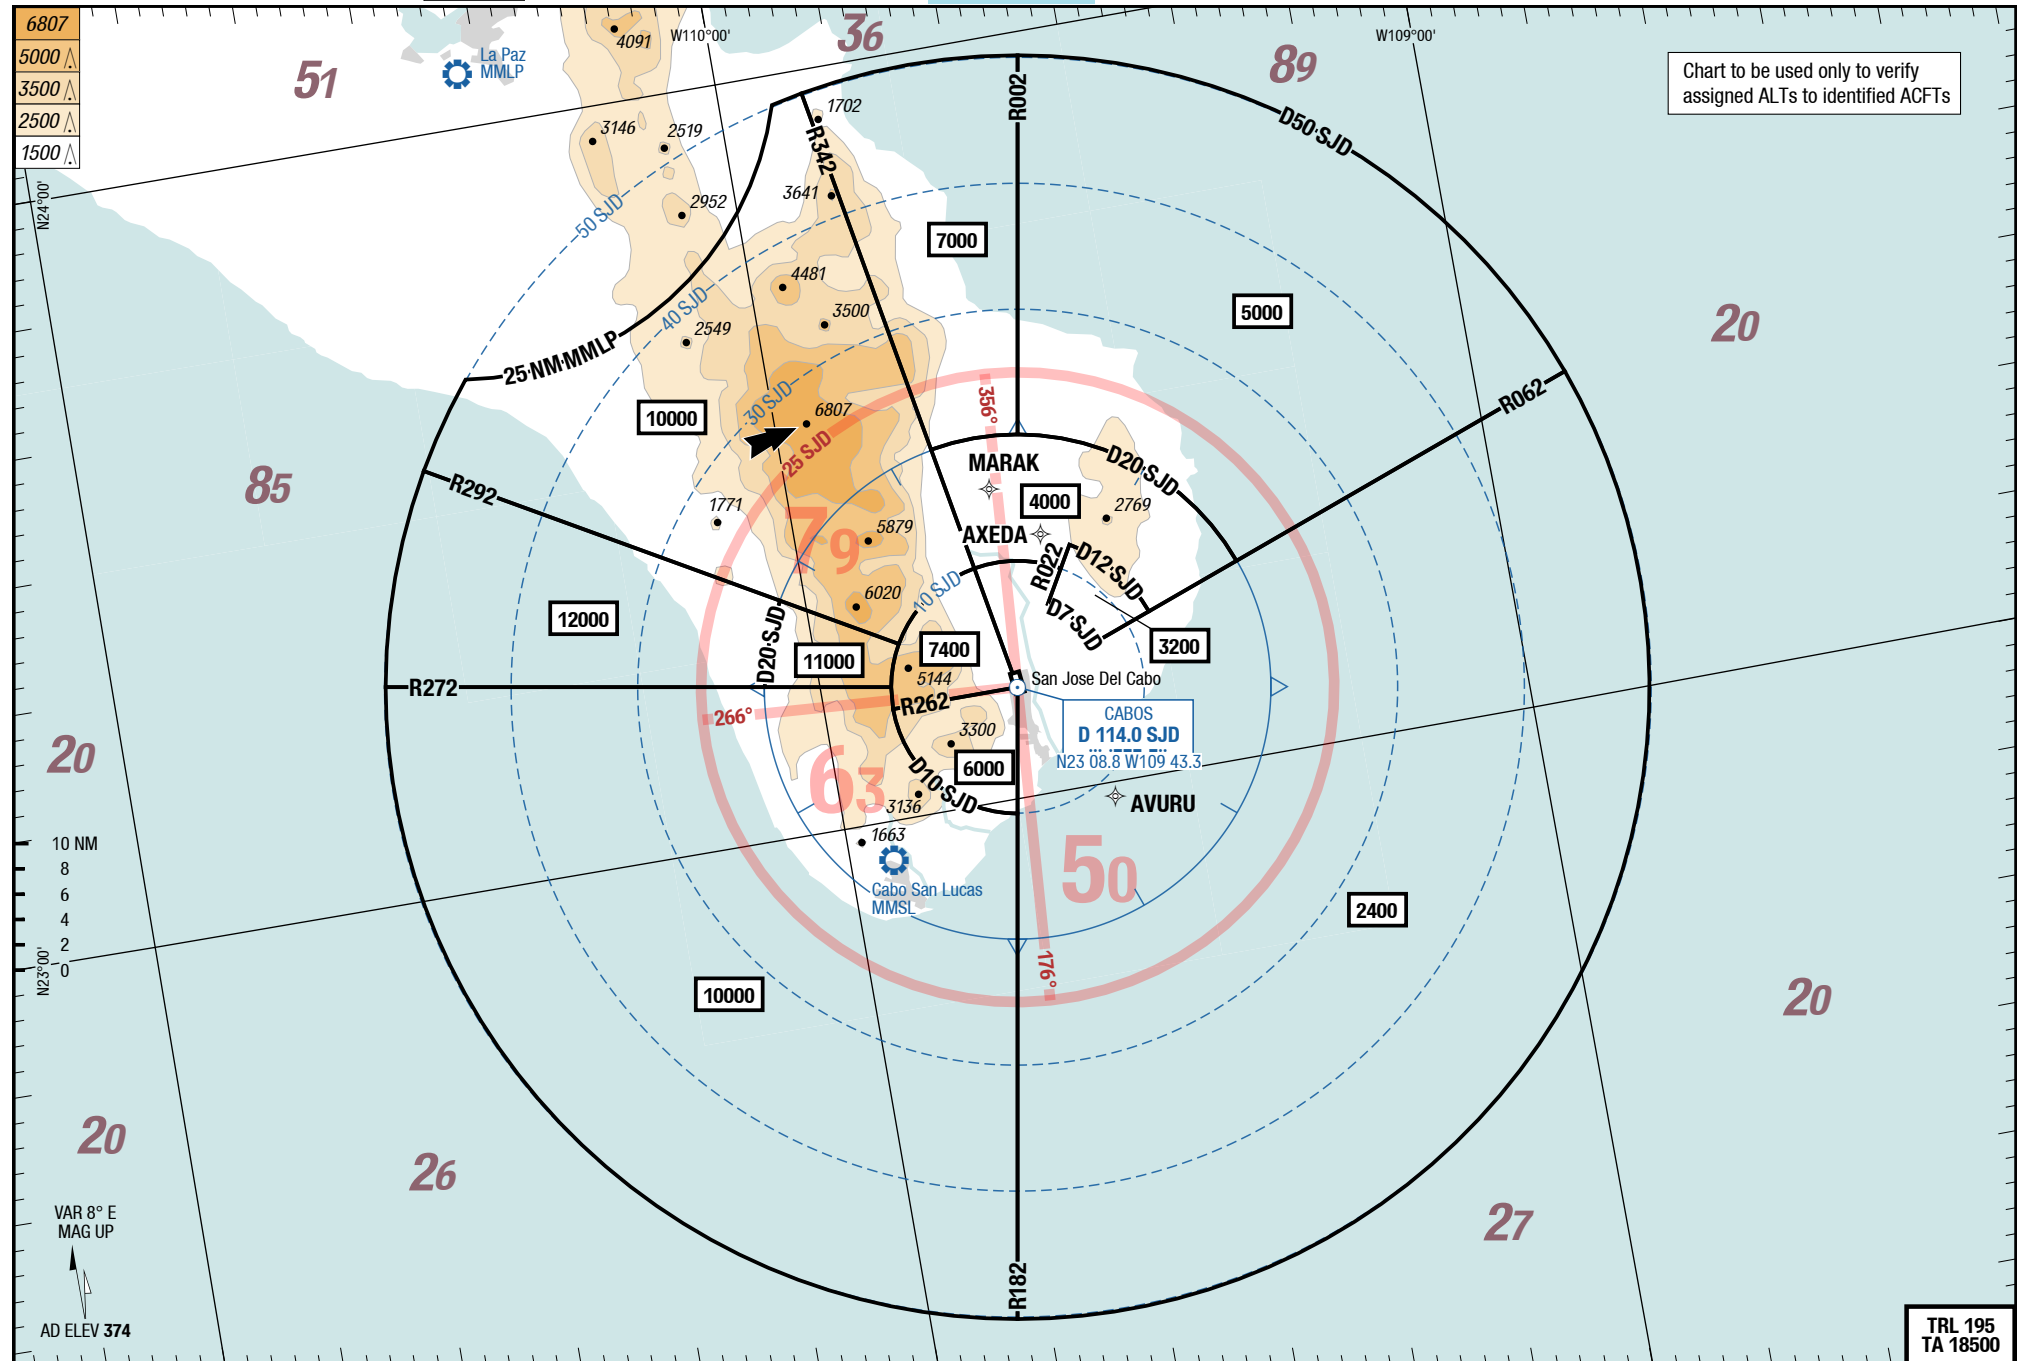 6807
5000
3500
2500
1500
51
La Paz
MMLP
4091
W110°00'
36
89
W109°00'
Chart to be used only to verify
assigned ALTs to identified ACFTs
R002
D50 SJD
1702
R342
3146
2519
N24°00'
2952
3641
50 SJD
7000
4481
5000
40 SJD
3500
20
2549
25 NM MMLP
30 SJD
356°
R062
10000
6807
25 SJD
MARAK
D20 SJD
85
R292
4000
1771
2769
79
5879
AXEDA
R022
D12 SJD
10 SJD
6020
D7 SJD
12000
D20 SJD
7400
3200
11000
5144
San Jose Del Cabo
R272
R262
266°
CABOS
D 114.0 SJD
N23 08.8 W109 43.3
3300
20
6000
D10 SJD
63
3136
AVURU
1663
10 NM
8
6
4
2
0
N23°00'
50
Cabo San Lucas
MMSL
2400
176°
10000
20
20
26
27
VAR 8° E
MAG UP
R182
AD ELEV 374
TRL 195
TA 18500